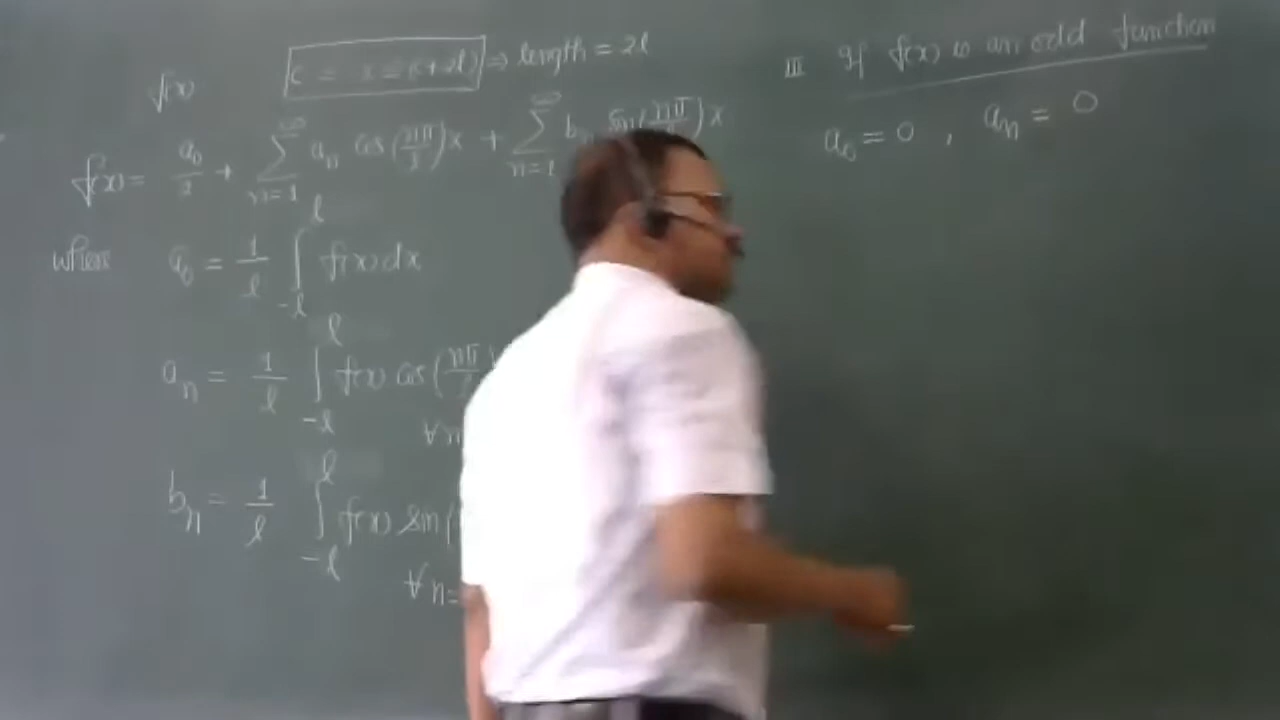 f(x)
c ≤ x ≤ c+2l ⇒ length = 2l
f(x) = a₀/2 + ∑_{n=1}^{∞} aₙ cos(nπ/l)x + ∑_{n=1}^{∞} bₙ sin(nπ/l)x
where a₀ = 1/l ∫_{-l}^{l} f(x) dx
aₙ = 1/l ∫_{-l}^{l} f(x) cos(nπ/l
∀ n
bₙ = 1/l ∫_{-l}^{l} f(x) sin(
∀ n =
III If f(x) is an odd function
a₀ = 0 , aₙ = 0